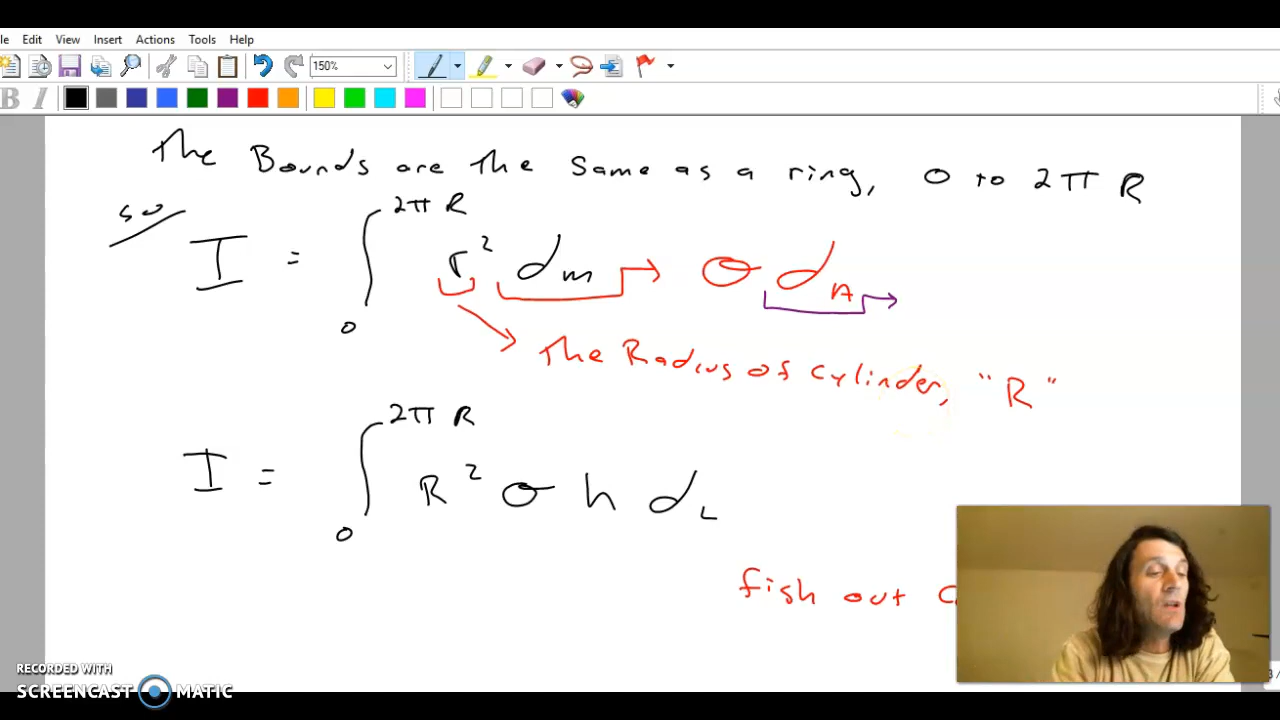 le Edit View Insert Actions Tools Help
150%
B I
The Bounds are the same as a ring, 0 to 2π R
so
I = ∫ 0 2π R r² dm → σ dA →
The Radius of cylinder, "R"
I = ∫ 0 2π R R² σ h dL
fish out C
RECORDED WITH
SCREENCAST MATIC